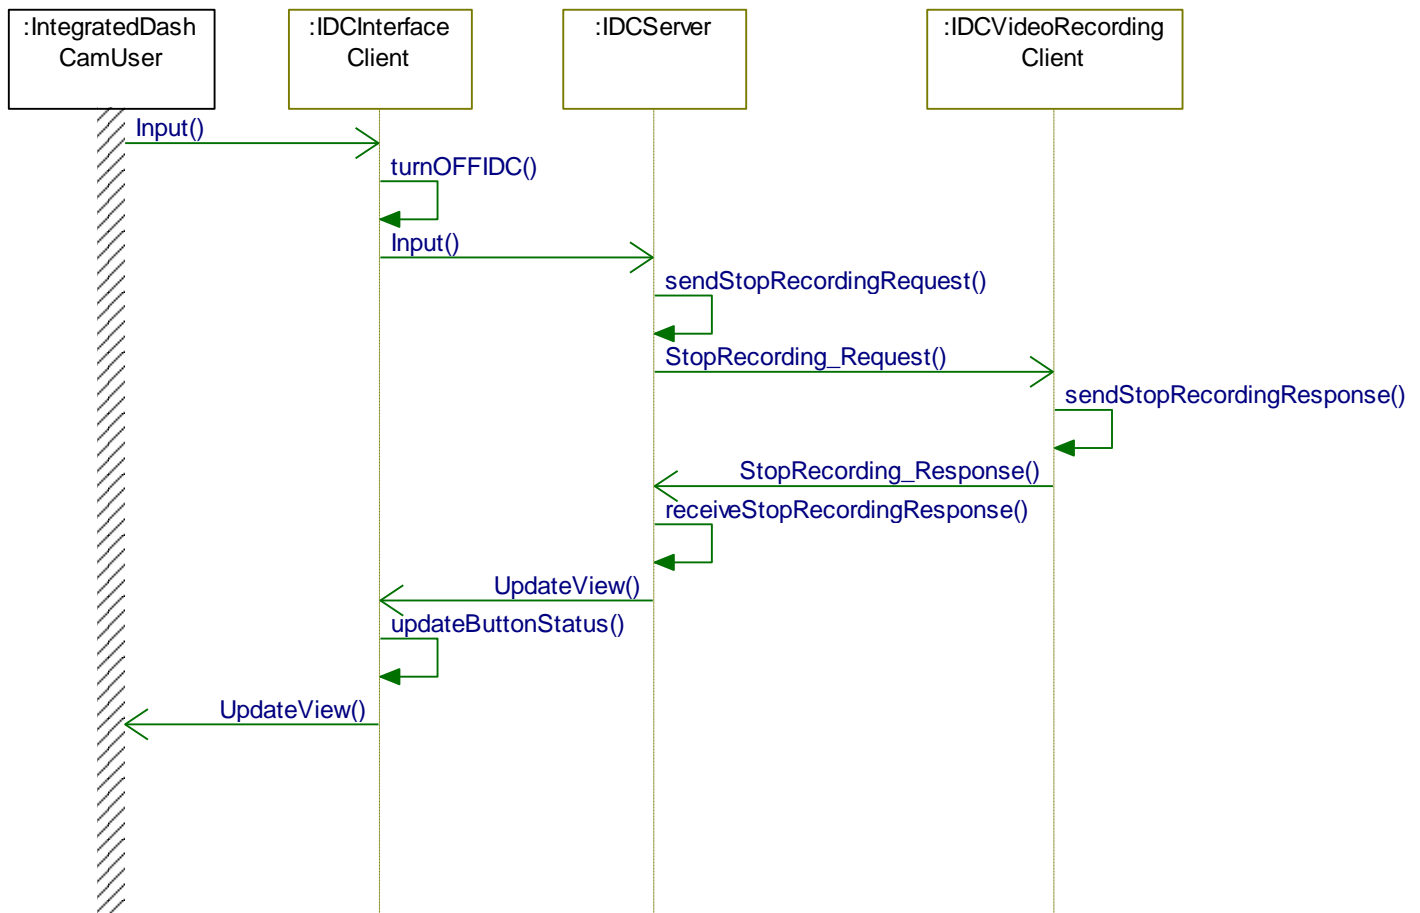 :IntegratedDash
CamUser
:IDCInterface
Client
:IDCServer
:IDCVideoRecording
Client
Input()
turnOFFIDC()
Input()
sendStopRecordingRequest()
StopRecording_Request()
sendStopRecordingResponse()
StopRecording_Response()
receiveStopRecordingResponse()
UpdateView()
updateButtonStatus()
UpdateView()